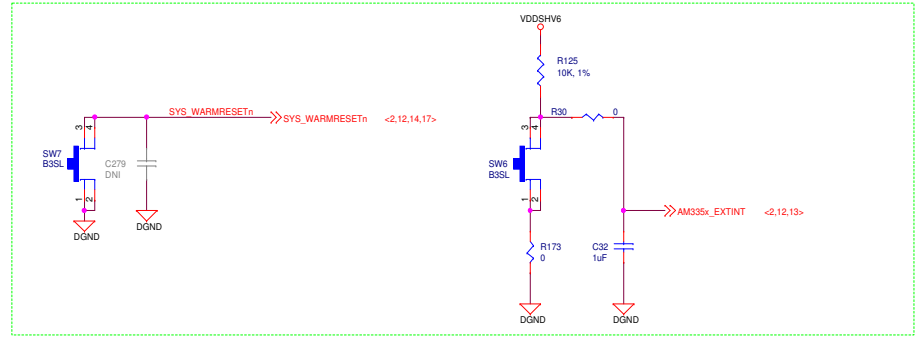 VDDSHV6
R125
10K, 1%
SYS_WARMRESETn
SYS_WARMRESETn <2,12,14,17>
R30 0
3
4
3
4
SW7
B3SL
C279
DNI
SW6
B3SL
1
2
1
2
DGND
DGND
AM335x_EXTINT <2,12,13>
R173
0
C32
1uF
DGND
DGND